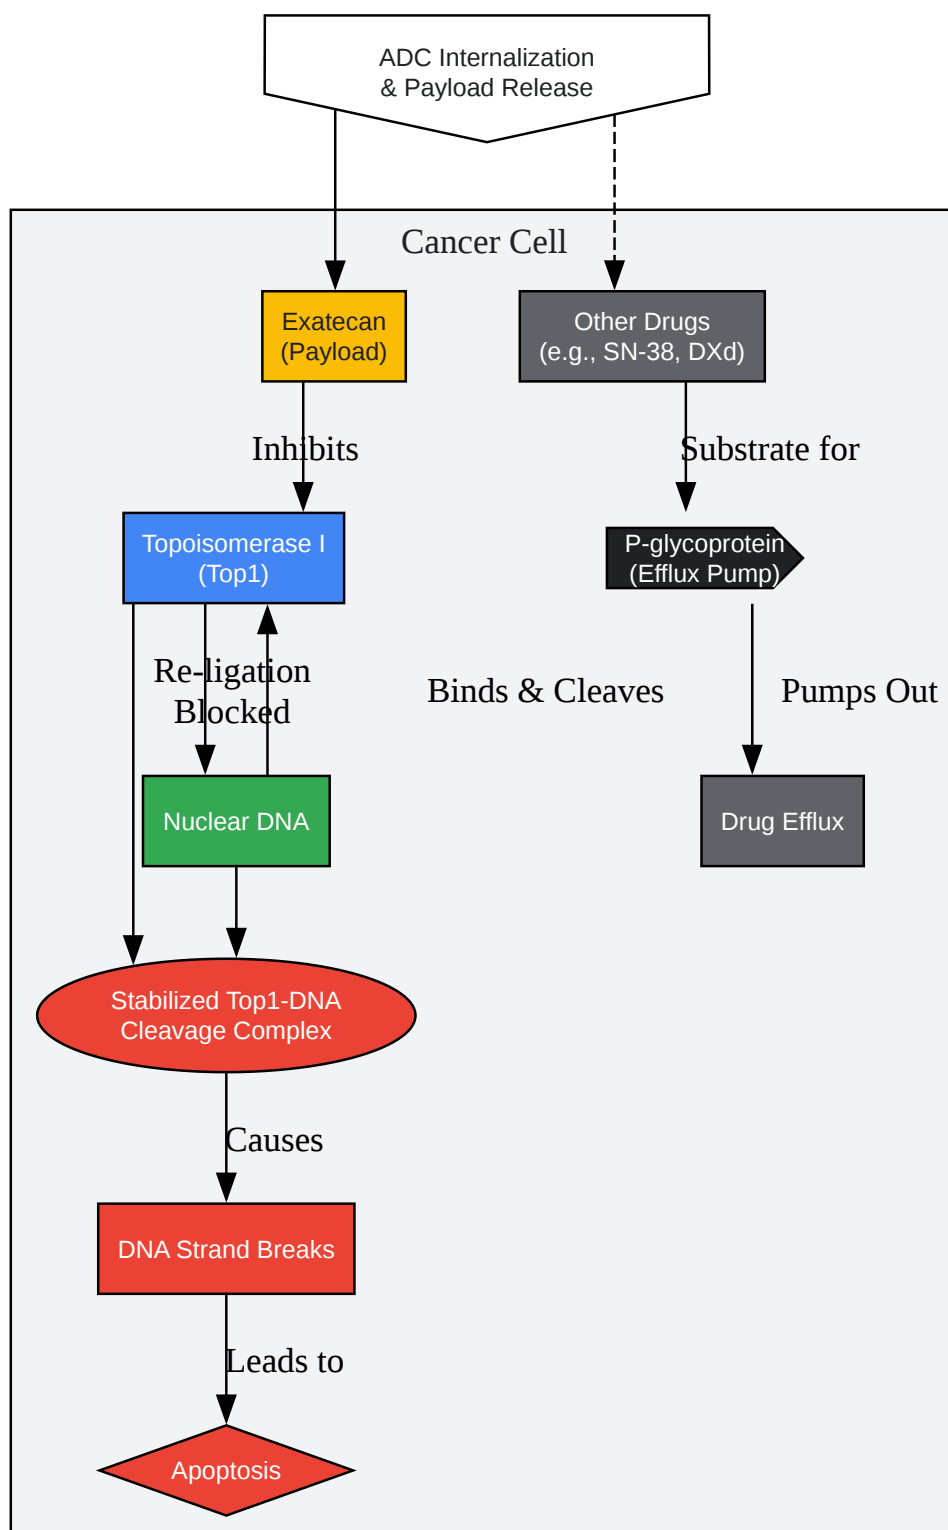 ADC Internalization
& Payload Release
Cancer Cell
Exatecan
(Payload)
Other Drugs
(e.g., SN-38, DXd)
Inhibits
Substrate for
Topoisomerase I
(Top1)
P-glycoprotein
(Efflux Pump)
Re-ligation
Blocked
Binds & Cleaves
Pumps Out
Nuclear DNA
Drug Efflux
Stabilized Top1-DNA
Cleavage Complex
Causes
DNA Strand Breaks
Leads to
Apoptosis